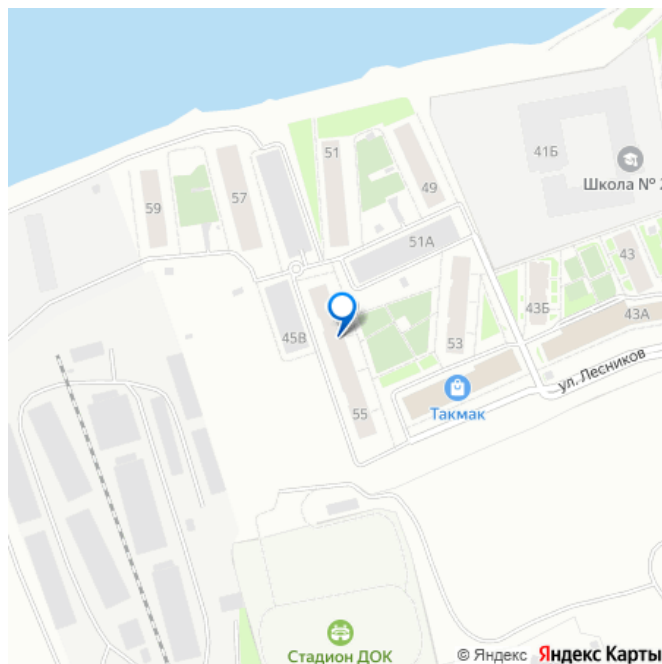 51
41Б
59
57
49
Школа № 2
51А
43
43Б
43А
45В
53
ул. Лесников
55
Такмак
Стадион ДОК
© Яндекс Яндекс Карты